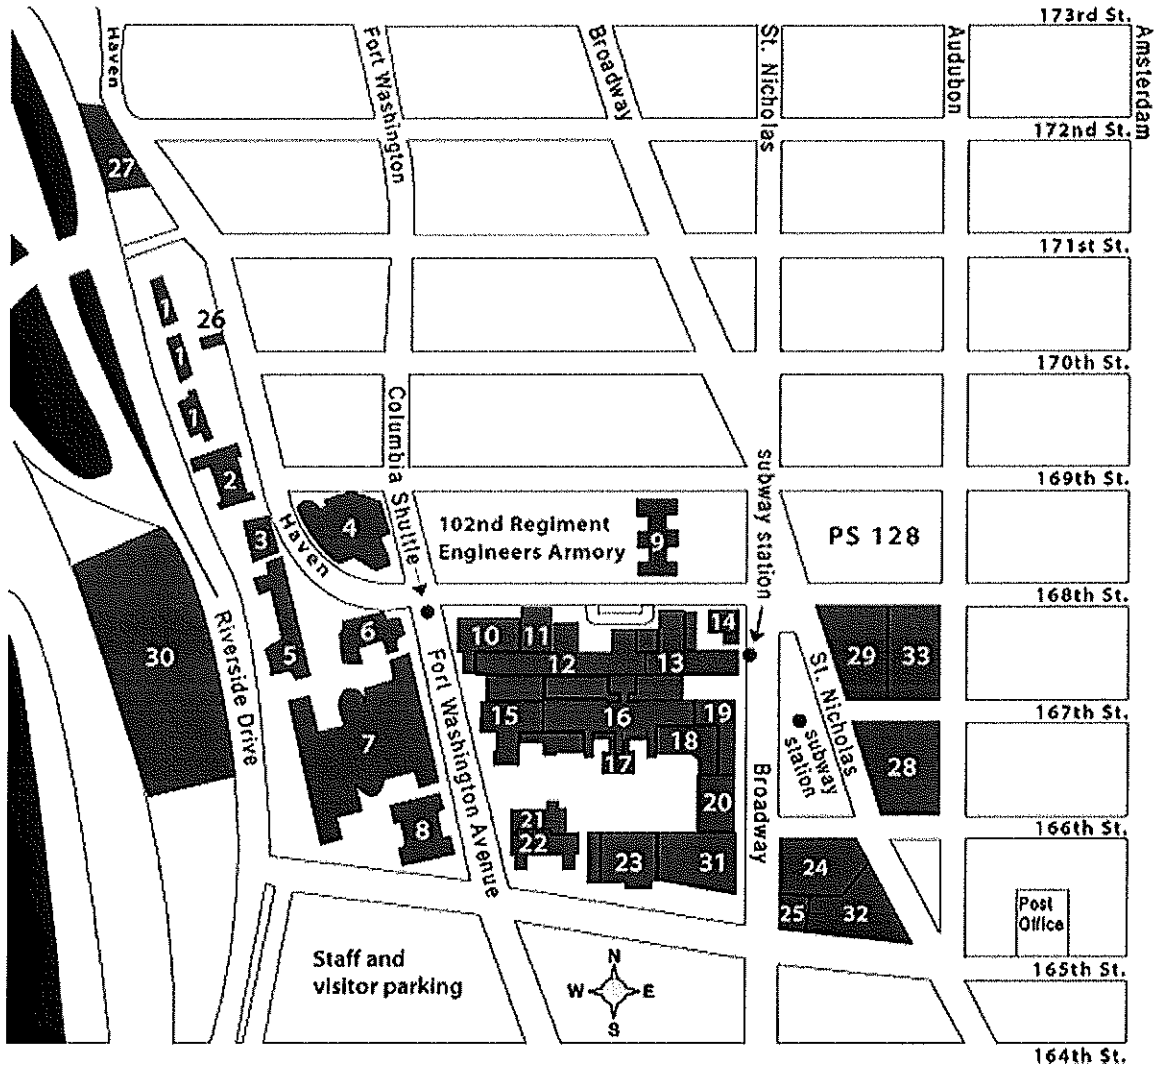 173rd St.
Haven
Fort Washington
Broadway
St. Nicholas
Audubon
Amsterdam
172nd St.
27
171st St.
1
26
1
170th St.
1
Columbia Shuttle
2
subway station
169th St.
4
102nd Regiment
Engineers Armory
9
PS 128
3
Haven
168th St.
14
6
10
11
12
13
29
33
30
5
Riverside Drive
Fort Washington Avenue
St. Nicholas
167th St.
15
16
19
7
18
17
subway
station
28
Broadway
20
21
22
8
166th St.
23
31
24
25
32
Post
Office
Staff and
visitor parking
N
W
E
S
165th St.
164th St.